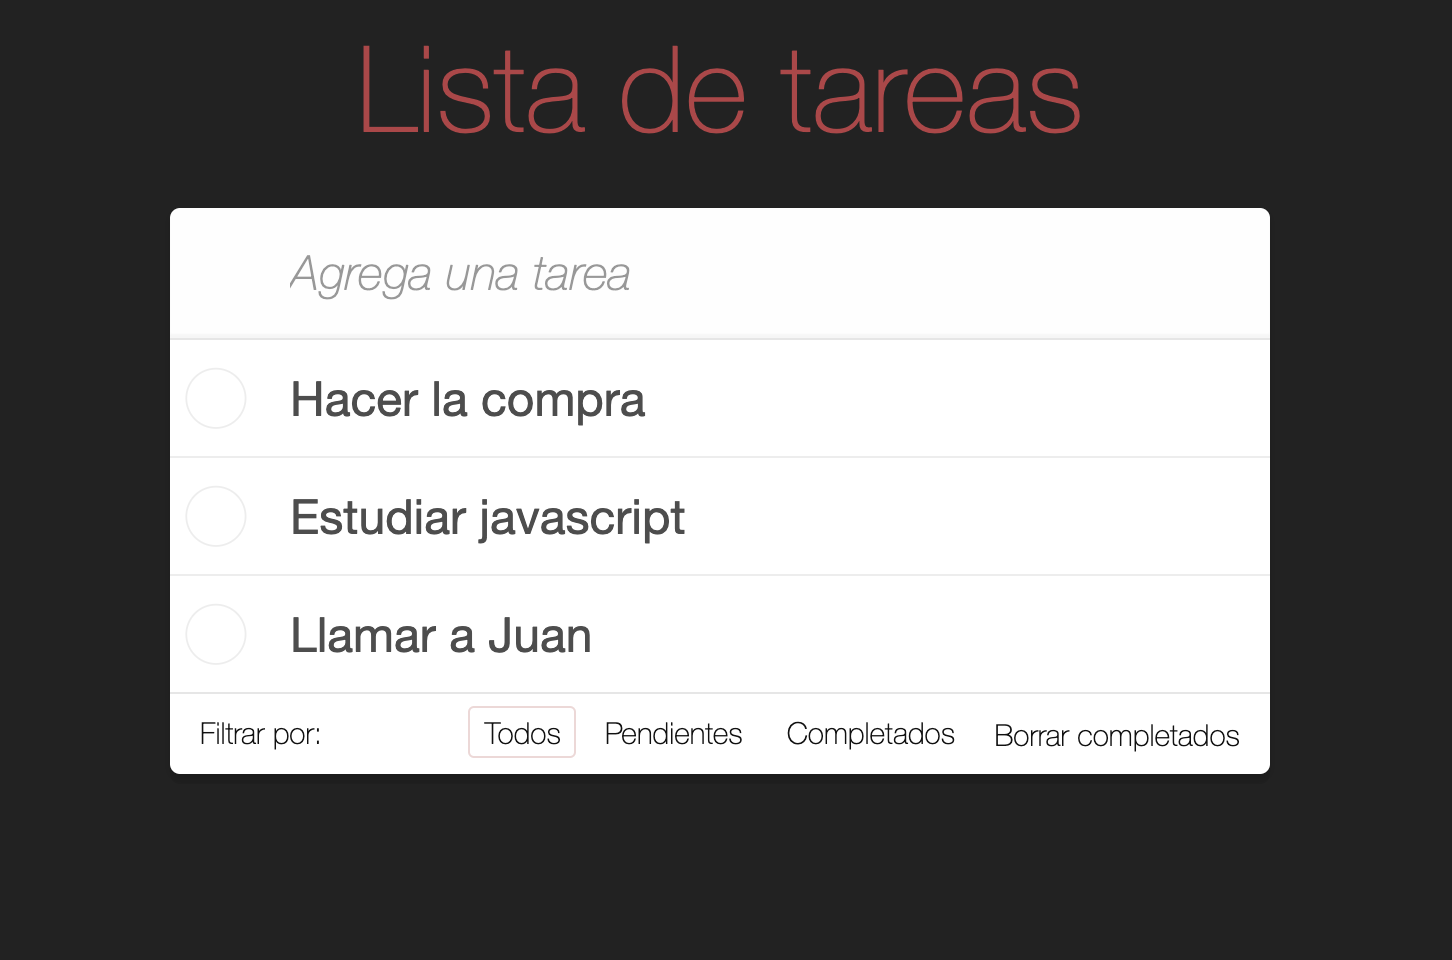 Lista de tareas
Agrega una tarea
Hacer la compra
Estudiar javascript
Llamar a Juan
Filtrar por: Todos Pendientes Completados Borrar completados